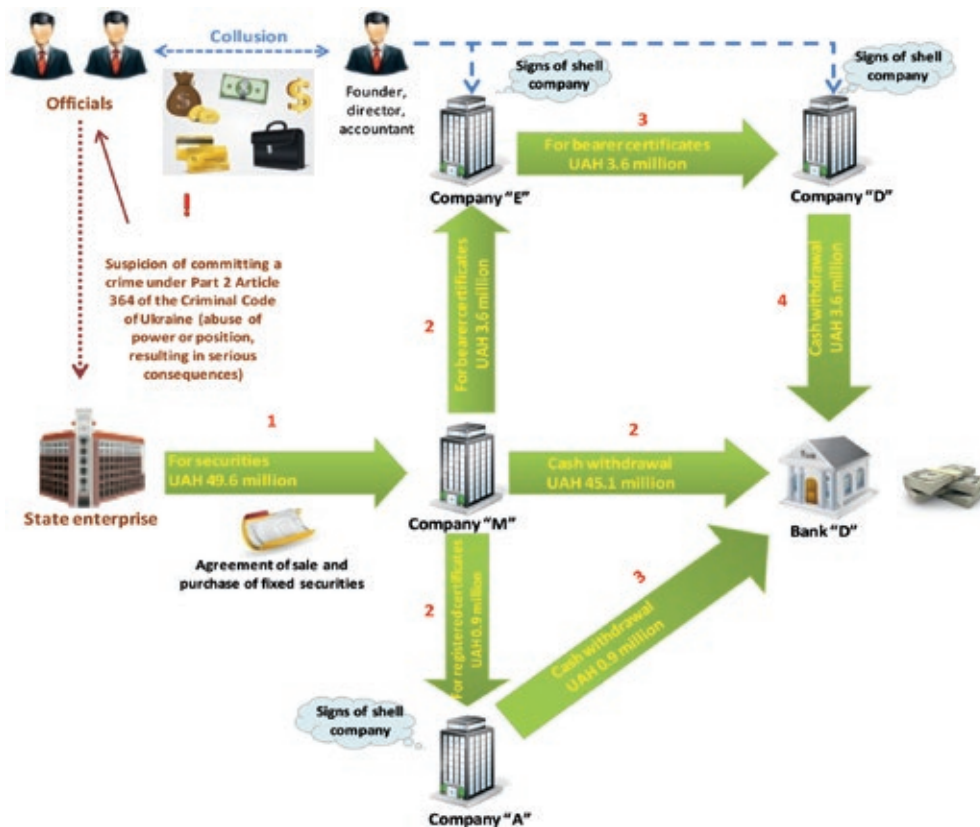 Collusion
Officials
Founder,
director,
accountant
Signs of shell
company
Signs of shell
company
3
For bearer certificates
UAH 3.6 million
Company “E”
Company “D”
!
Suspicion of committing a
crime under Part 2 Article
364 of the Criminal Code
of Ukraine (abuse of
power or position,
resulting in serious
consequences)
2
For bearer certificates
UAH 3.6 million
4
Cash withdrawal
UAH 3.6 million
1
For securities
UAH 49.6 million
2
Cash withdrawal
UAH 45.1 million
Bank
State enterprise
Company “M”
Bank “D”
Agreement of sale and
purchase of fixed securities
2
For registered certificates
UAH 0.9 million
3
Cash withdrawal
UAH 0.9 million
Signs of shell
company
Company “A”